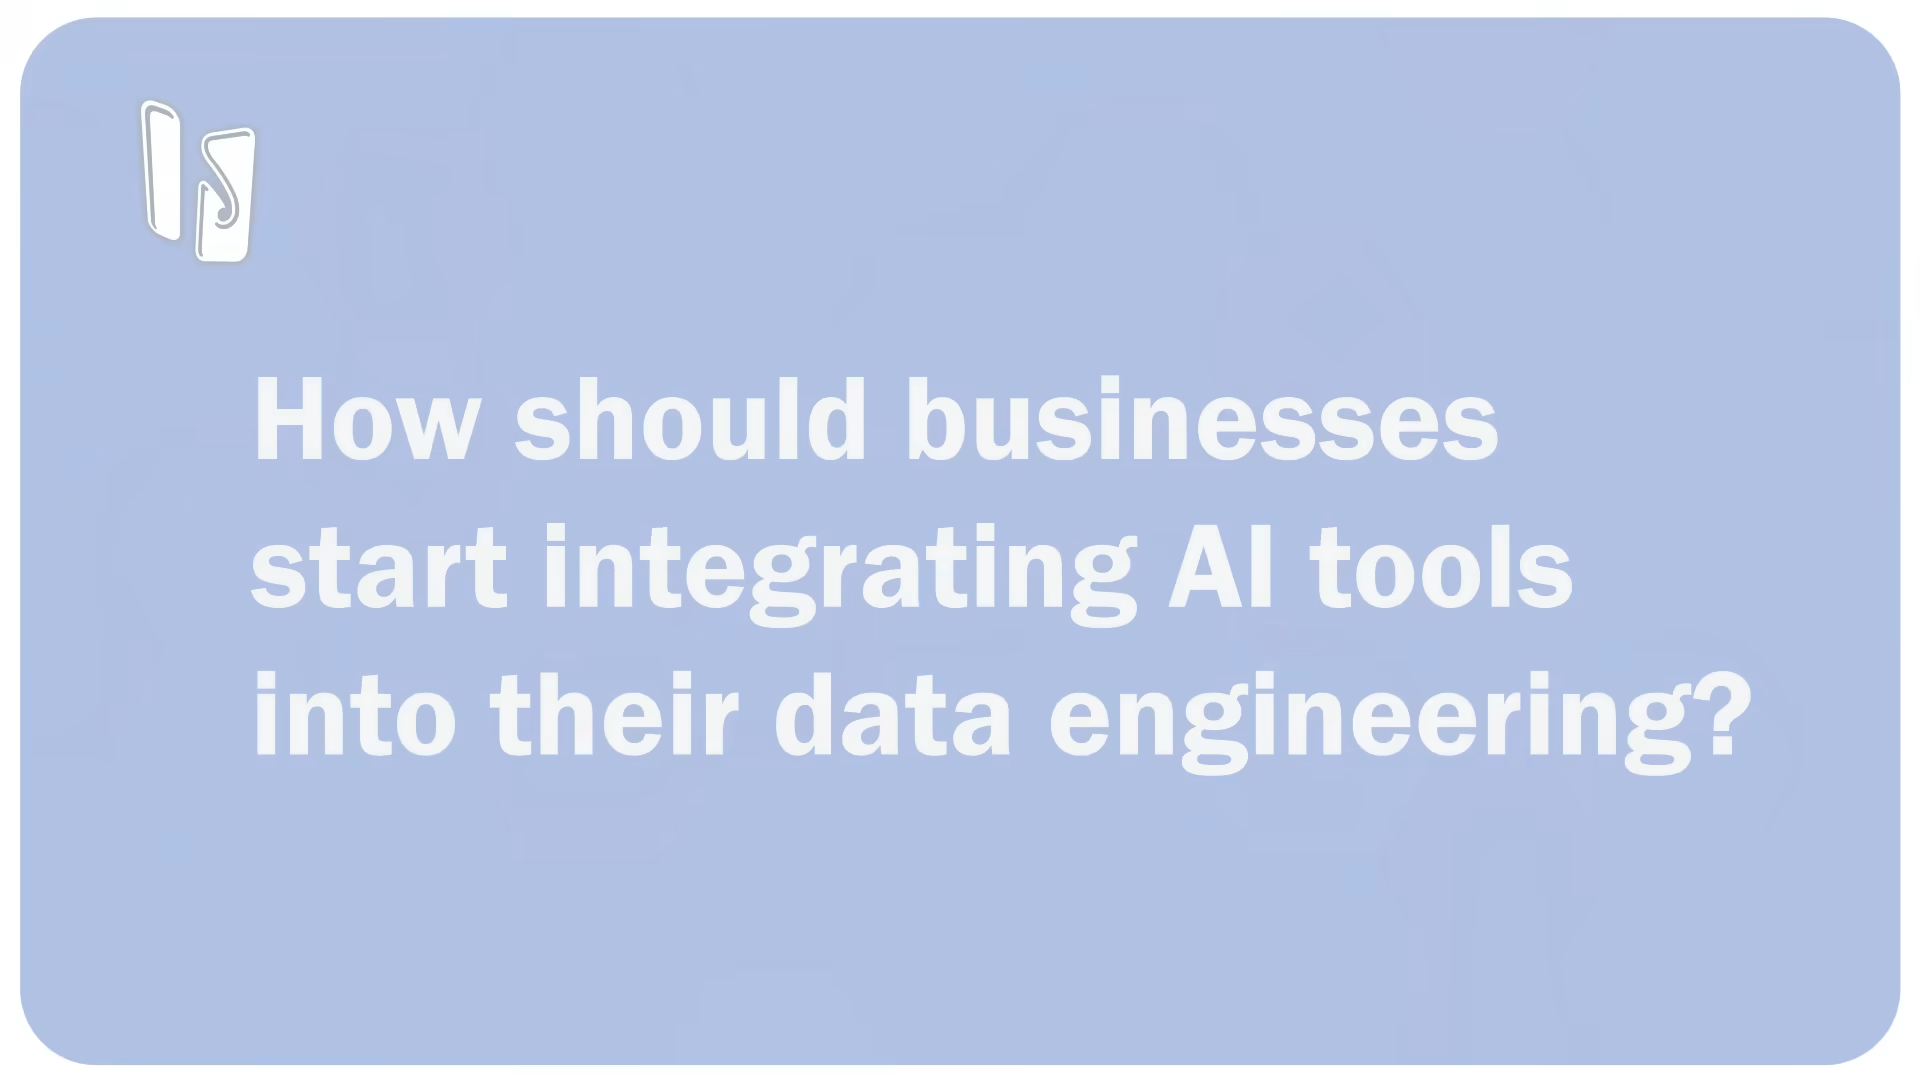 How should businesses
start integrating AI tools
into their data engineering?